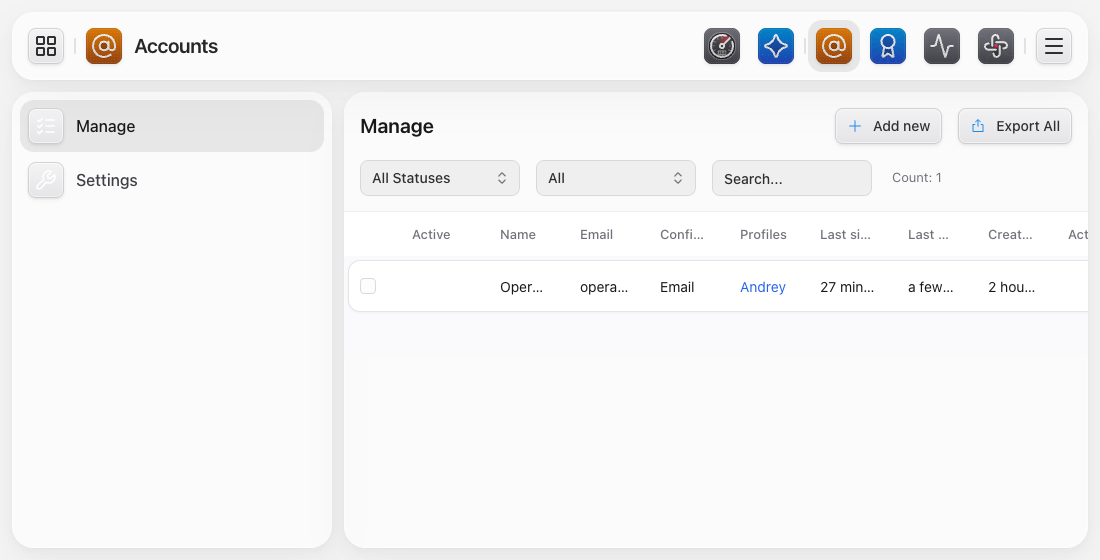 Accounts
Manage
Settings
Manage
Add new
Export All
All Statuses
All
Search...
Count: 1
Active Name Email Confi... Profiles Last si... Last ... Creat... Act
Oper... opera... Email Andrey 27 min... a few... 2 hou...